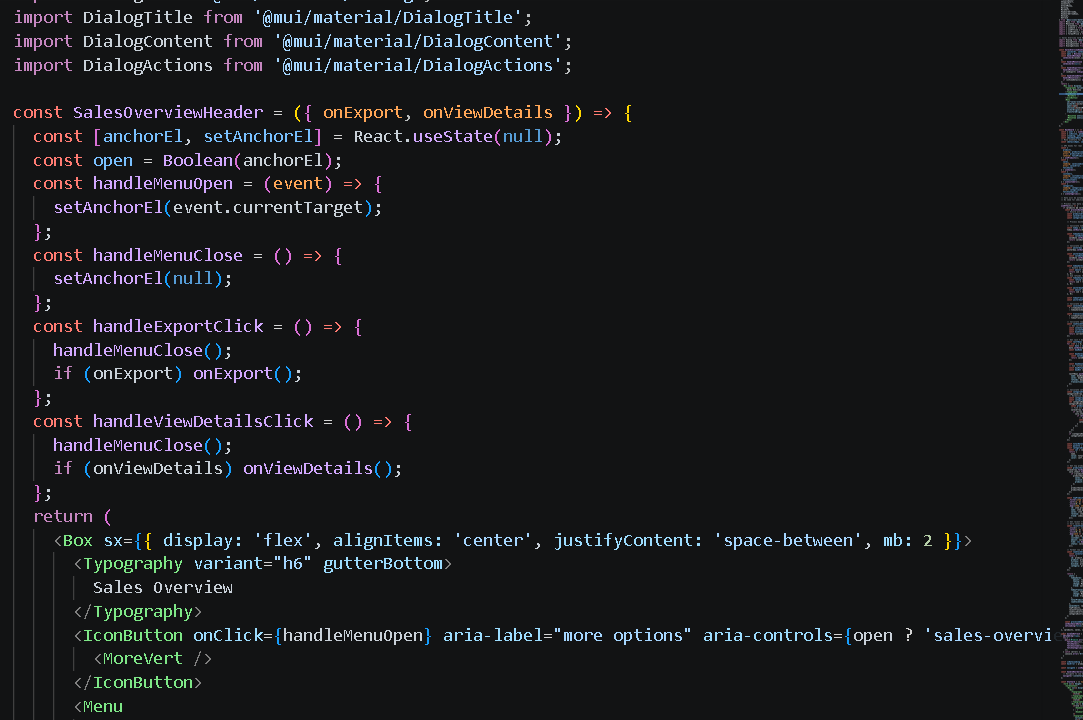 import DialogTitle from '@mui/material/DialogTitle';
import DialogContent from '@mui/material/DialogContent';
import DialogActions from '@mui/material/DialogActions';
const SalesOverviewHeader = ({ onExport, onViewDetails }) => {
const [anchorEl, setAnchorEl] = React.useState(null);
const open = Boolean(anchorEl);
const handleMenuOpen = (event) => {
setAnchorEl(event.currentTarget);
};
const handleMenuClose = () => {
setAnchorEl(null);
};
const handleExportClick = () => {
handleMenuClose();
if (onExport) onExport();
};
const handleViewDetailsClick = () => {
handleMenuClose();
if (onViewDetails) onViewDetails();
};
return (
<Box sx={{ display: 'flex', alignItems: 'center', justifyContent: 'space-between', mb: 2 }}>
<Typography variant="h6" gutterBottom>
Sales Overview
</Typography>
<IconButton onClick={handleMenuOpen} aria-label="more options" aria-controls={open ? 'sales-overvie
<MoreVert />
</IconButton>
<Menu